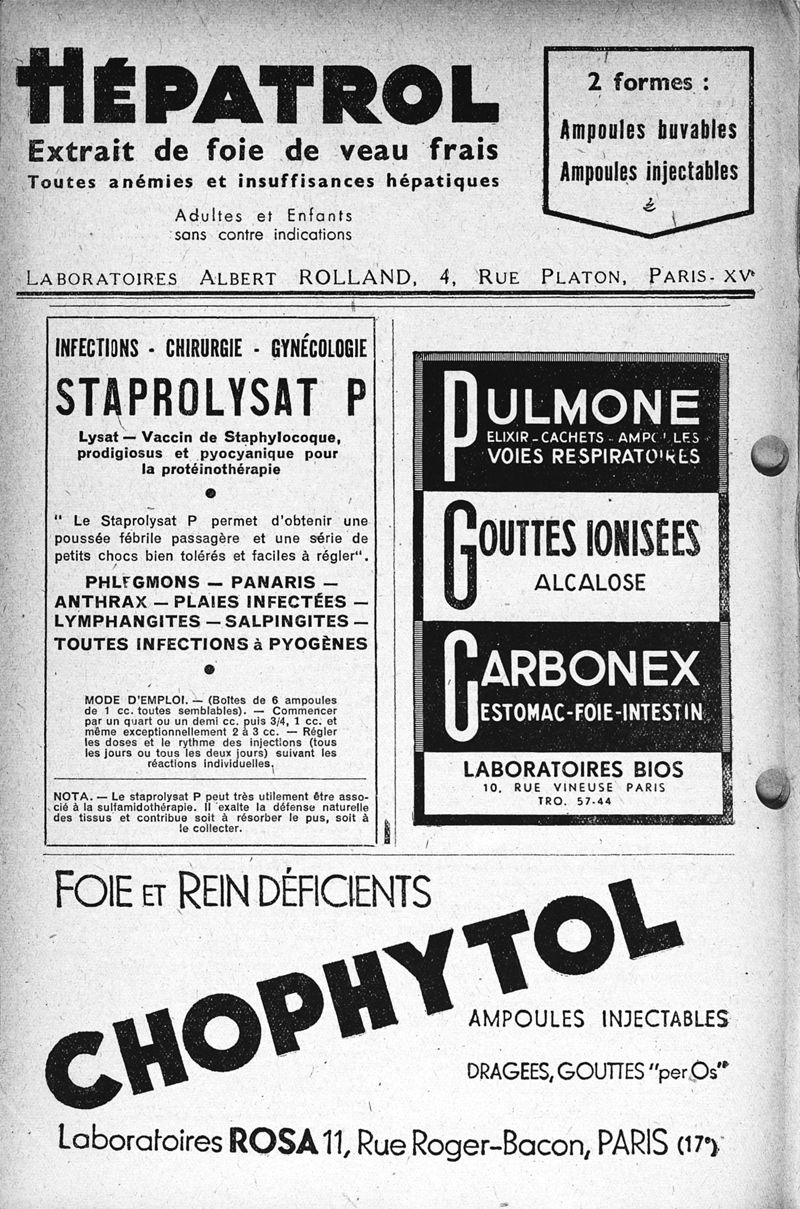 HÉPATROL
Extrait de foie de veau frais
Toutes anémies et insuffisances hépatiques
Adultes et Enfants
sans contre indications
2 formes :
Ampoules buvables
Ampoules injectables
LABORATOIRES ALBERT ROLLAND, 4, RUE PLATON, PARIS-XVe
INFECTIONS - CHIRURGIE - GYNÉCOLOGIE
STAPROLYSAT P
Lysat — Vaccin de Staphylocoque,
prodigiosus et pyocyanique pour
la protéinothérapie
" Le Staprolysat P permet d'obtenir une
poussée fébrile passagère et une série de
petits chocs bien tolérés et faciles à régler".
PHLEGMONS — PANARIS —
ANTHRAX — PLAIES INFECTÉES —
LYMPHANGITES — SALPINGITES —
TOUTES INFECTIONS à PYOGÈNES
MODE D'EMPLOI. — (Boîtes de 6 ampoules
de 1 cc. toutes semblables). — Commencer
par un quart ou un demi cc. puis 3/4, 1 cc. et
même exceptionnellement 2 à 3 cc. — Régler
les doses et le rythme des injections (tous
les jours ou tous les deux jours) suivant les
réactions individuelles.
NOTA. — Le staprolysat P peut très utilement être asso-
cié à la sulfamidothérapie. Il exalte la défense naturelle
des tissus et contribue soit à résorber le pus, soit à
le collecter.
PULMONE
ELIXIR-CACHETS-AMPOULES
VOIES RESPIRATOIRES
GOUTTES IONISÉES
ALCALOSE
CARBONEX
ESTOMAC-FOIE-INTESTIN
LABORATOIRES BIOS
10, RUE VINEUSE PARIS
TRO. 57-44
FOIE ET REIN DÉFICIENTS
CHOPHYTOL
AMPOULES INJECTABLES
DRAGEES, GOUTTES "per Os"
Laboratoires ROSA 11, Rue Roger-Bacon, PARIS (17e)